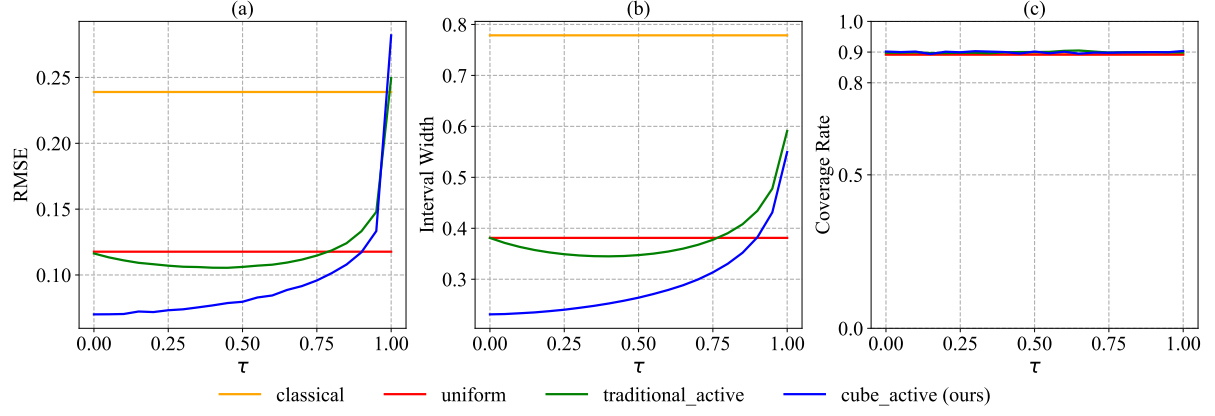 (a)
(b)
(c)
RMSE
0.25
0.20
0.15
0.10
0.00 0.25 0.50 0.75 1.00
τ
Interval Width
0.8
0.7
0.6
0.5
0.4
0.3
0.00 0.25 0.50 0.75 1.00
τ
Coverage Rate
1.0
0.9
0.8
0.5
0.0
0.00 0.25 0.50 0.75 1.00
τ
classical uniform traditional_active cube_active (ours)